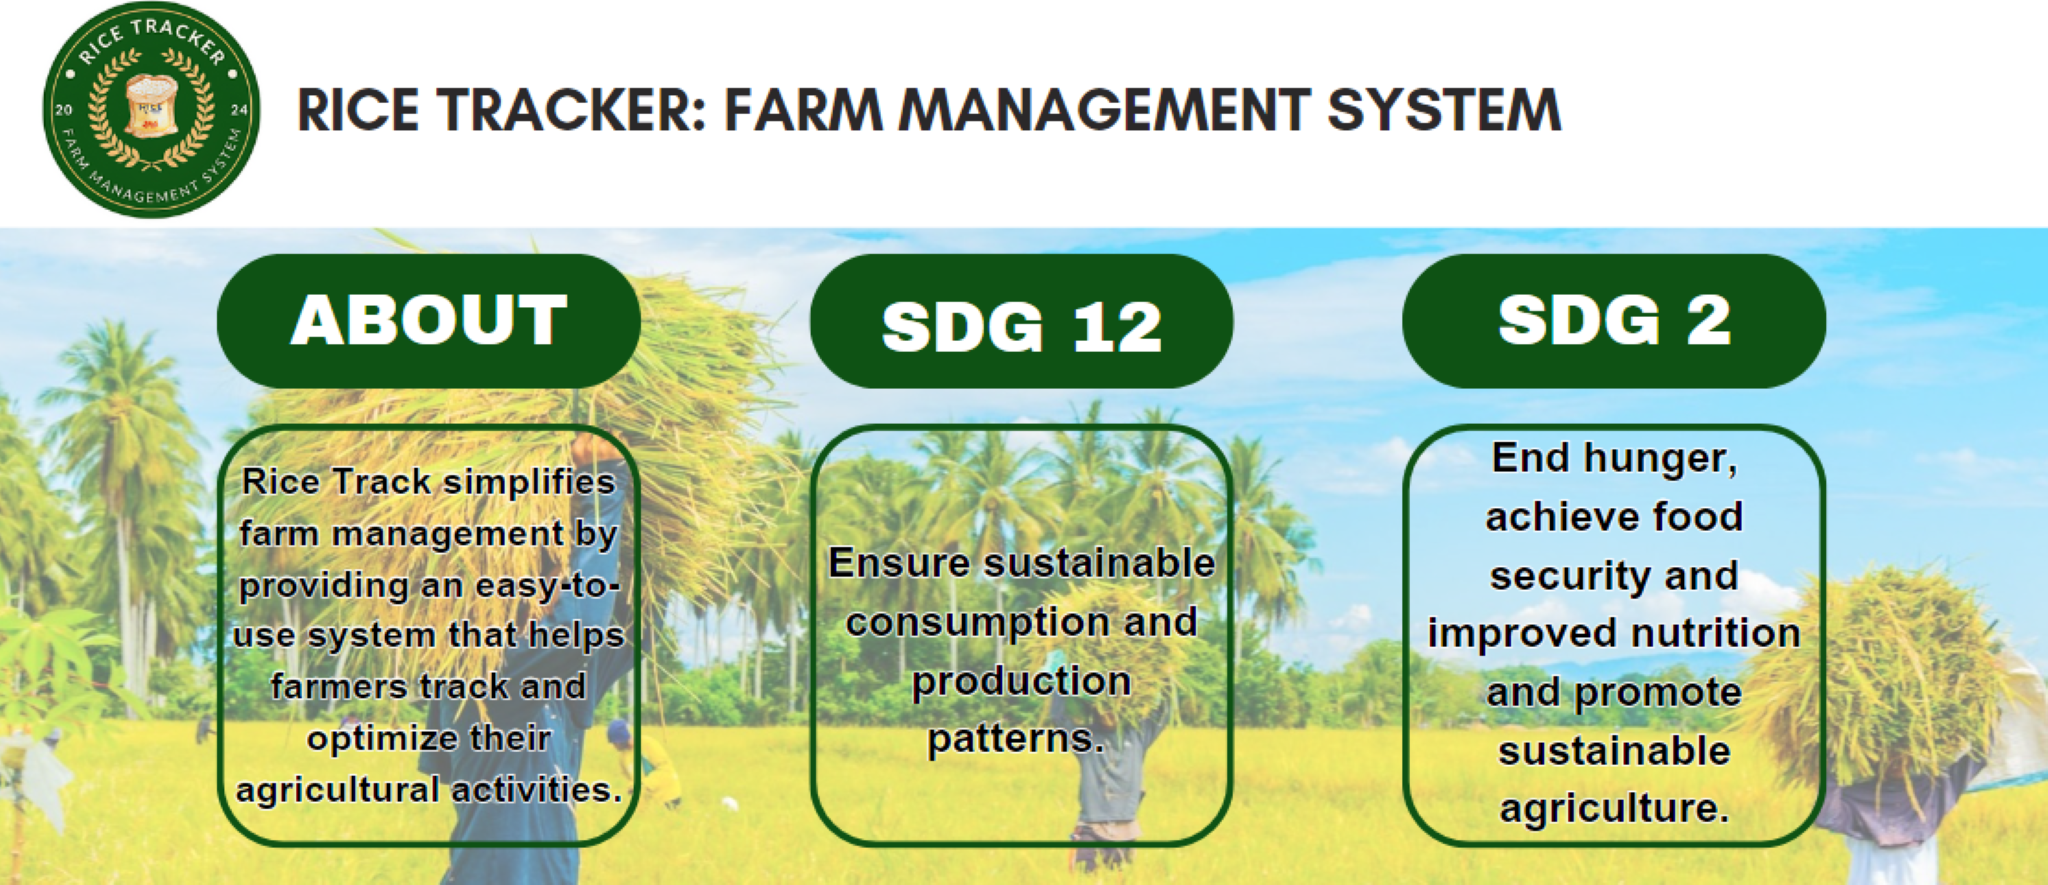 RICE TRACKER
20 24
RICE
FARM MANAGEMENT SYSTEM
RICE TRACKER: FARM MANAGEMENT SYSTEM
ABOUT
Rice Track simplifies
farm management by
providing an easy-to-
use system that helps
farmers track and
optimize their
agricultural activities.
SDG 12
Ensure sustainable
consumption and
production
patterns.
SDG 2
End hunger,
achieve food
security and
improved nutrition
and promote
sustainable
agriculture.